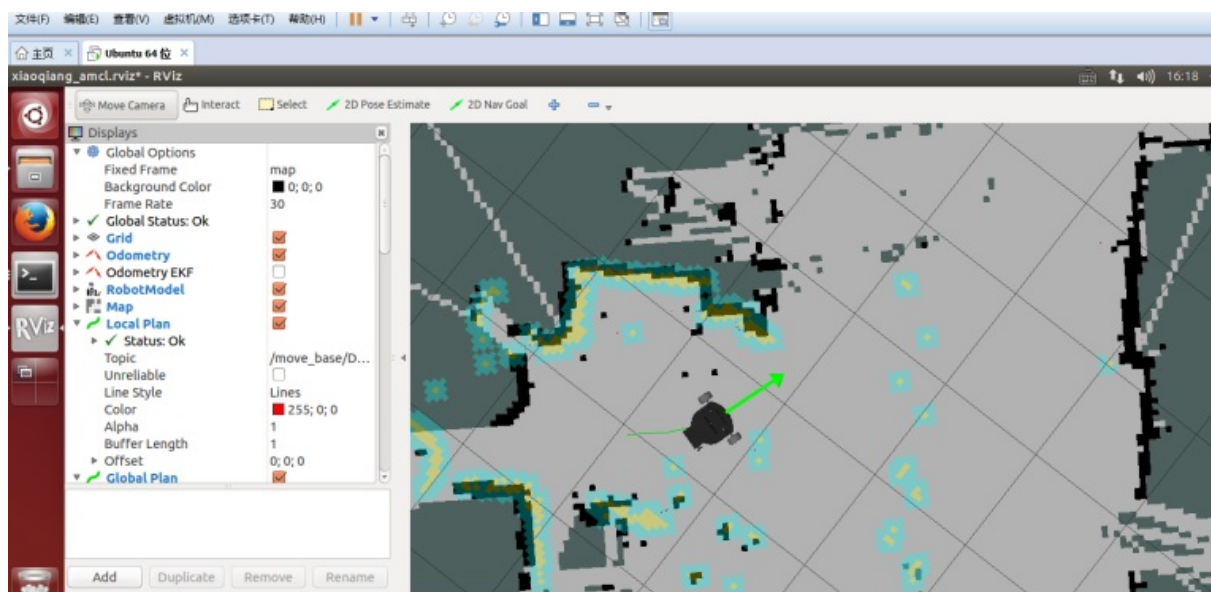 文件(F) 编辑(E) 查看(V) 虚拟机(M) 选项卡(T) 帮助(H)
主页 Ubuntu 64 位
xiaoqiang_amcl.rviz* - RViz 16:18
Move Camera Interact Select 2D Pose Estimate 2D Nav Goal
Displays
Global Options
Fixed Frame map
Background Color 0; 0; 0
Frame Rate 30
Global Status: Ok
Grid
Odometry
Odometry EKF
RobotModel
Map
Local Plan
Status: Ok
Topic /move_base/D...
Unreliable
Line Style Lines
Color 255; 0; 0
Alpha 1
Buffer Length 1
Offset 0; 0; 0
Global Plan
RViz
Add Duplicate Remove Rename